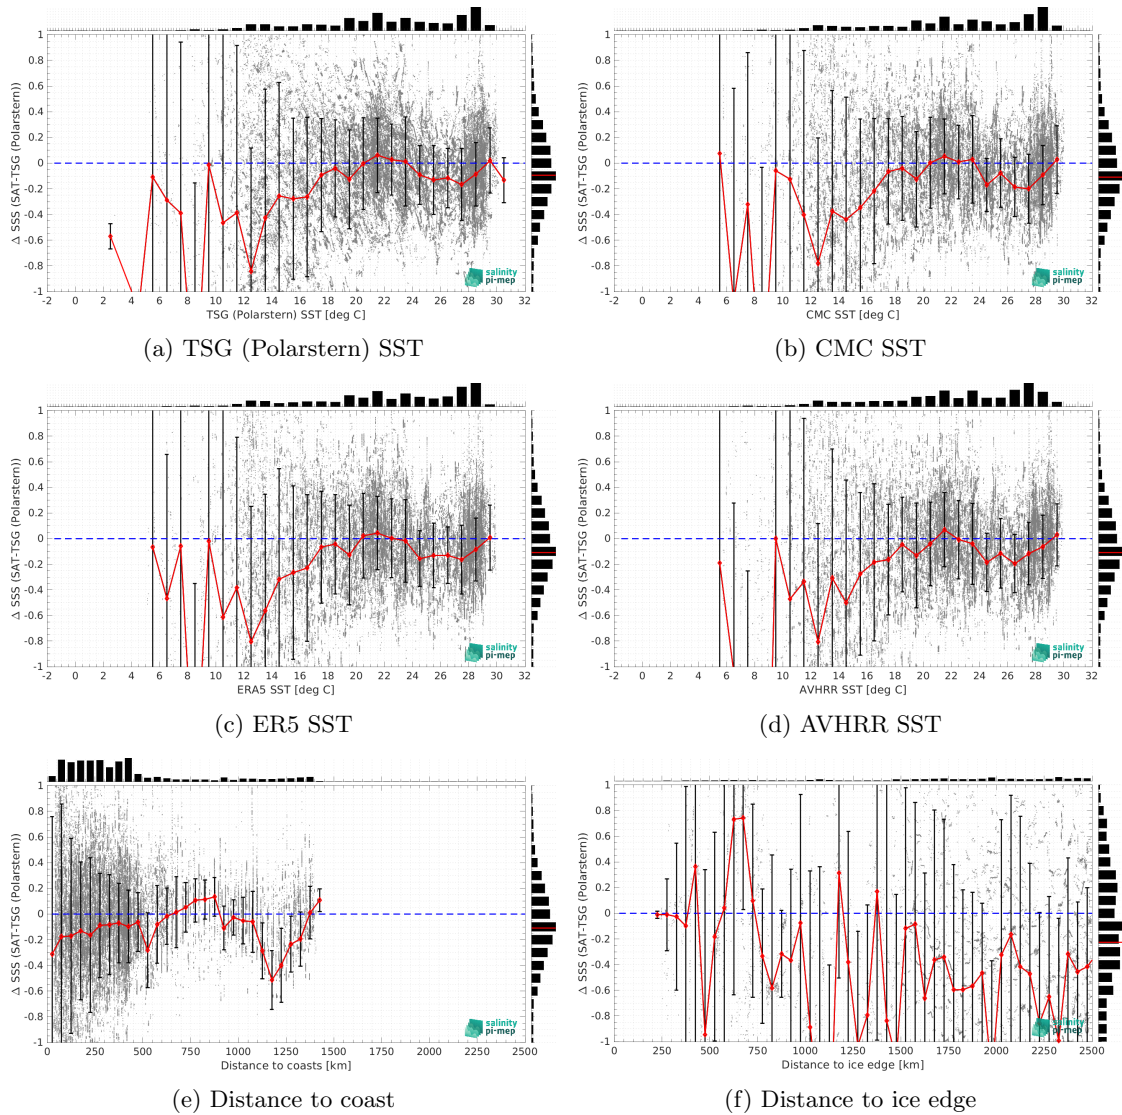 1
0.8
0.6
0.4
0.2
0
-0.2
-0.4
-0.6
-0.8
-1
Δ SSS (SAT-TSG (Polarstern))
salinity
pi-mep
-2 0 2 4 6 8 10 12 14 16 18 20 22 24 26 28 30 32
TSG (Polarstern) SST [deg C]
(a) TSG (Polarstern) SST
1
0.8
0.6
0.4
0.2
0
-0.2
-0.4
-0.6
-0.8
-1
Δ SSS (SAT-TSG (Polarstern))
salinity
pi-mep
-2 0 2 4 6 8 10 12 14 16 18 20 22 24 26 28 30 32
CMC SST [deg C]
(b) CMC SST
1
0.8
0.6
0.4
0.2
0
-0.2
-0.4
-0.6
-0.8
-1
Δ SSS (SAT-TSG (Polarstern))
salinity
pi-mep
-2 0 2 4 6 8 10 12 14 16 18 20 22 24 26 28 30 32
ERA5 SST [deg C]
(c) ER5 SST
1
0.8
0.6
0.4
0.2
0
-0.2
-0.4
-0.6
-0.8
-1
Δ SSS (SAT-TSG (Polarstern))
salinity
pi-mep
-2 0 2 4 6 8 10 12 14 16 18 20 22 24 26 28 30 32
AVHRR SST [deg C]
(d) AVHRR SST
1
0.8
0.6
0.4
0.2
0
-0.2
-0.4
-0.6
-0.8
-1
Δ SSS (SAT-TSG (Polarstern))
salinity
pi-mep
0 250 500 750 1000 1250 1500 1750 2000 2250 2500
Distance to coasts [km]
(e) Distance to coast
1
0.8
0.6
0.4
0.2
0
-0.2
-0.4
-0.6
-0.8
-1
Δ SSS (SAT-TSG (Polarstern))
salinity
pi-mep
0 250 500 750 1000 1250 1500 1750 2000 2250 2500
Distance to ice edge [km]
(f) Distance to ice edge